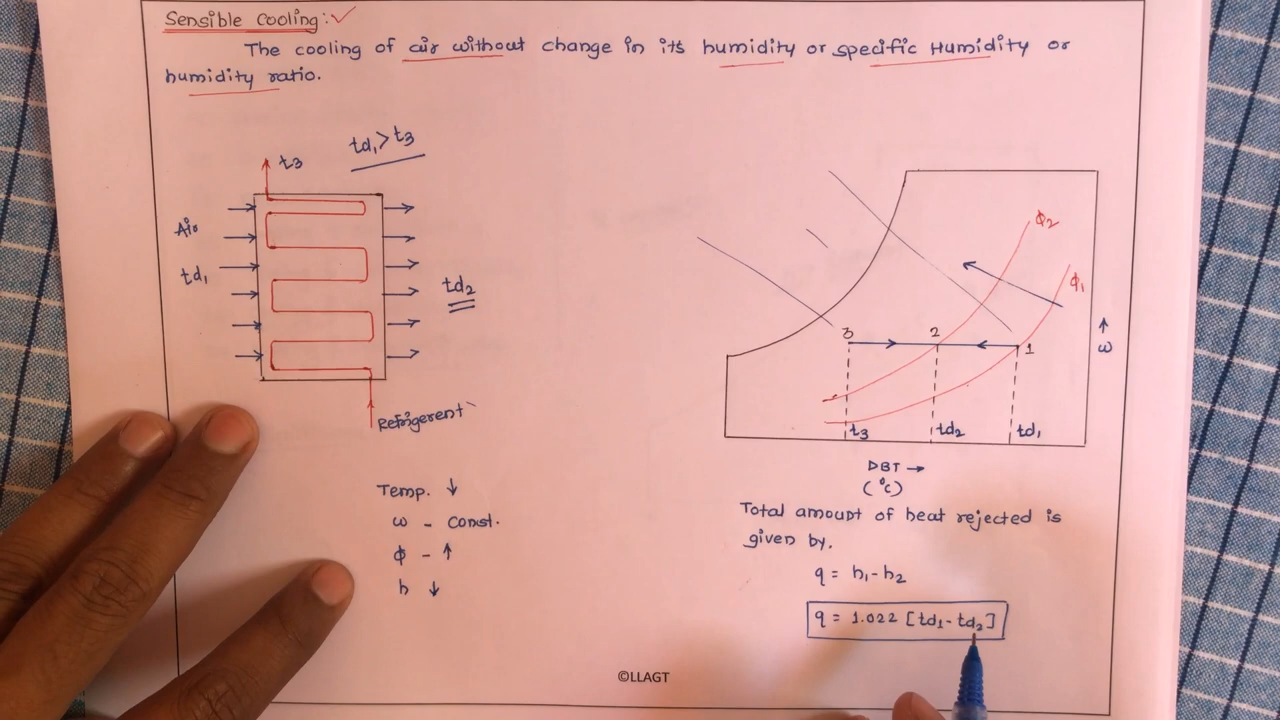 Sensible Cooling:
The cooling of air without change in its humidity or specific Humidity or
humidity ratio.
td1 > t3
t3
Air
td1
td2
Refrigerent
Temp. ↓
ω - Const.
ϕ - ↑
h ↓
ϕ2
ϕ1
3
2
1
↑
ω
t3
td2
td1
DBT →
(°C)
Total amount of heat rejected is
given by.
q = h1-h2
q = 1.022 [td1-td2]
©LLAGT